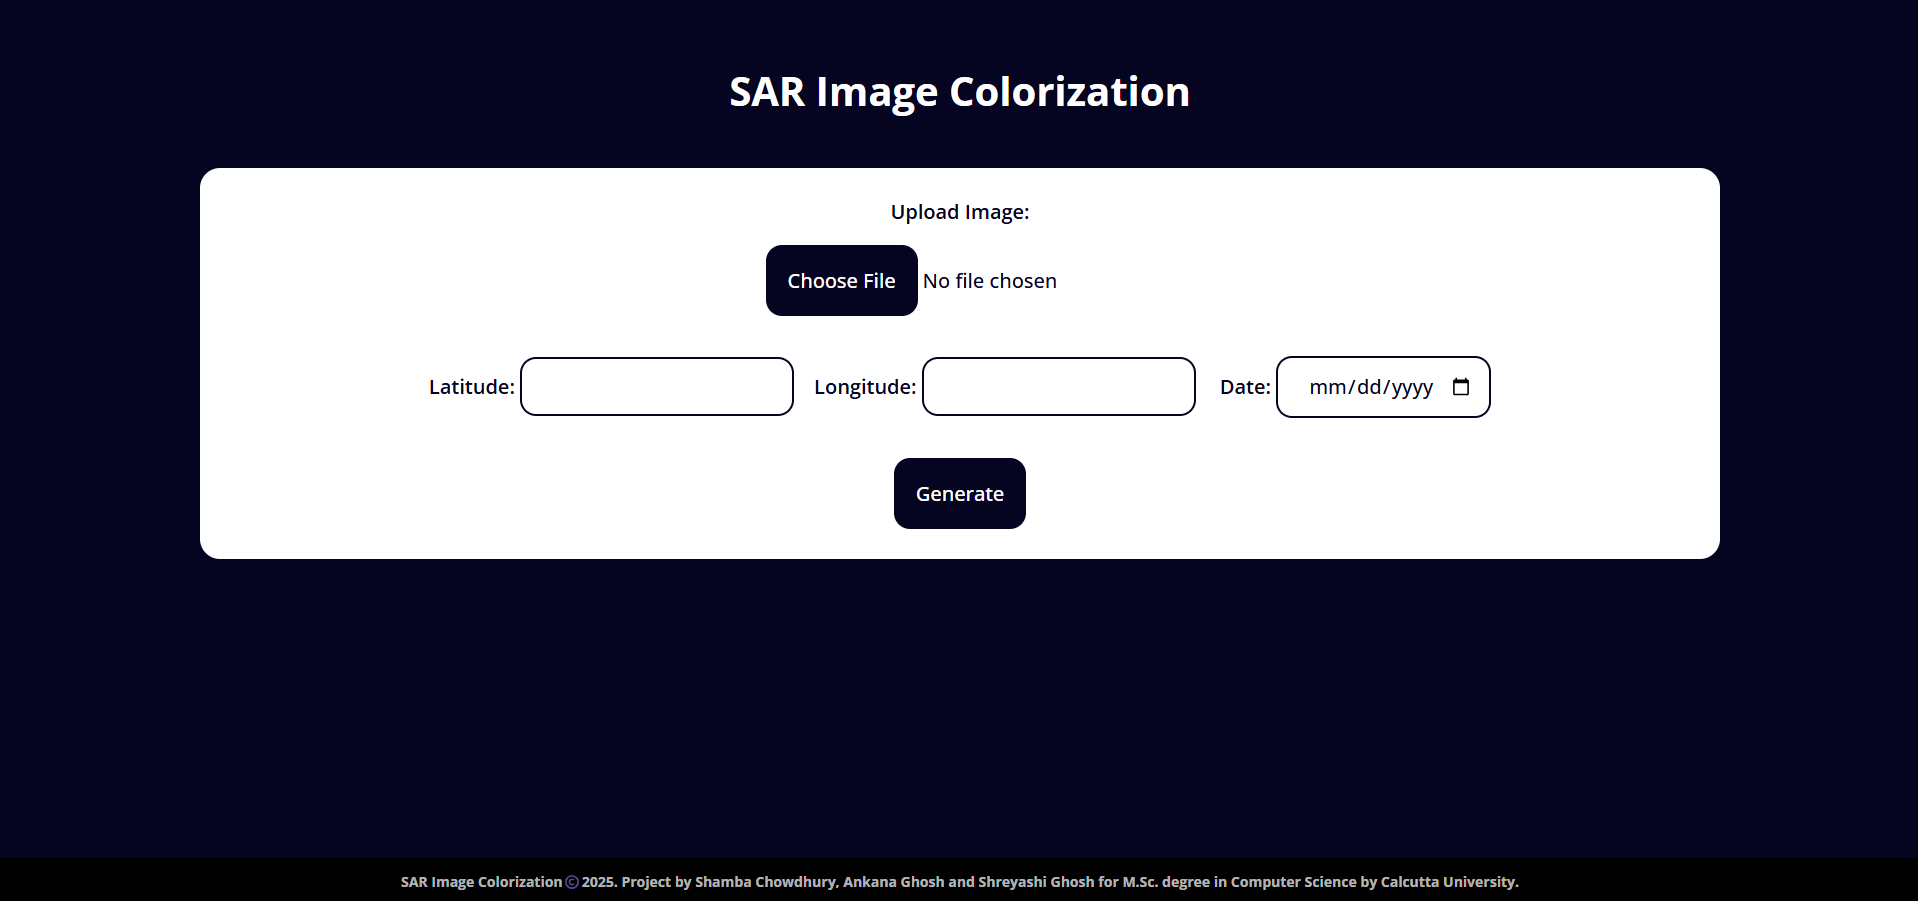 SAR Image Colorization
Upload Image:
Choose File No file chosen
Latitude: Longitude: Date: mm/dd/yyyy
Generate
SAR Image Colorization © 2025. Project by Shamba Chowdhury, Ankana Ghosh and Shreyashi Ghosh for M.Sc. degree in Computer Science by Calcutta University.